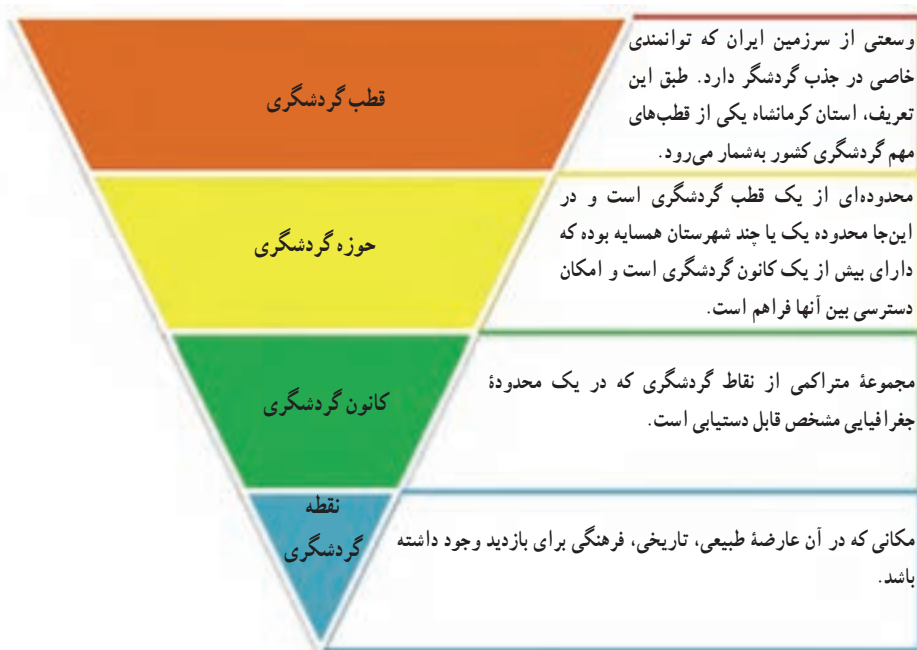 قطب گردشگری
وسعتی از سرزمین ایران که توانمندی
خاصی در جذب گردشگر دارد. طبق این
تعریف، استان کرمانشاه یکی از قطب‌های
مهم گردشگری کشور به‌شمار می‌رود.
حوزه گردشگری
محدوده‌ای از یک قطب گردشگری است و در
این‌جا محدوده یک یا چند شهرستان همسایه بوده که
دارای بیش از یک کانون گردشگری است و امکان
دسترسی بین آنها فراهم است.
کانون گردشگری
مجموعهٔ متراکمی از نقاط گردشگری که در یک محدودهٔ
جغرافیایی مشخص قابل دستیابی است.
نقطه
گردشگری
مکانی که در آن عارضهٔ طبیعی، تاریخی، فرهنگی برای بازدید وجود داشته
باشد.